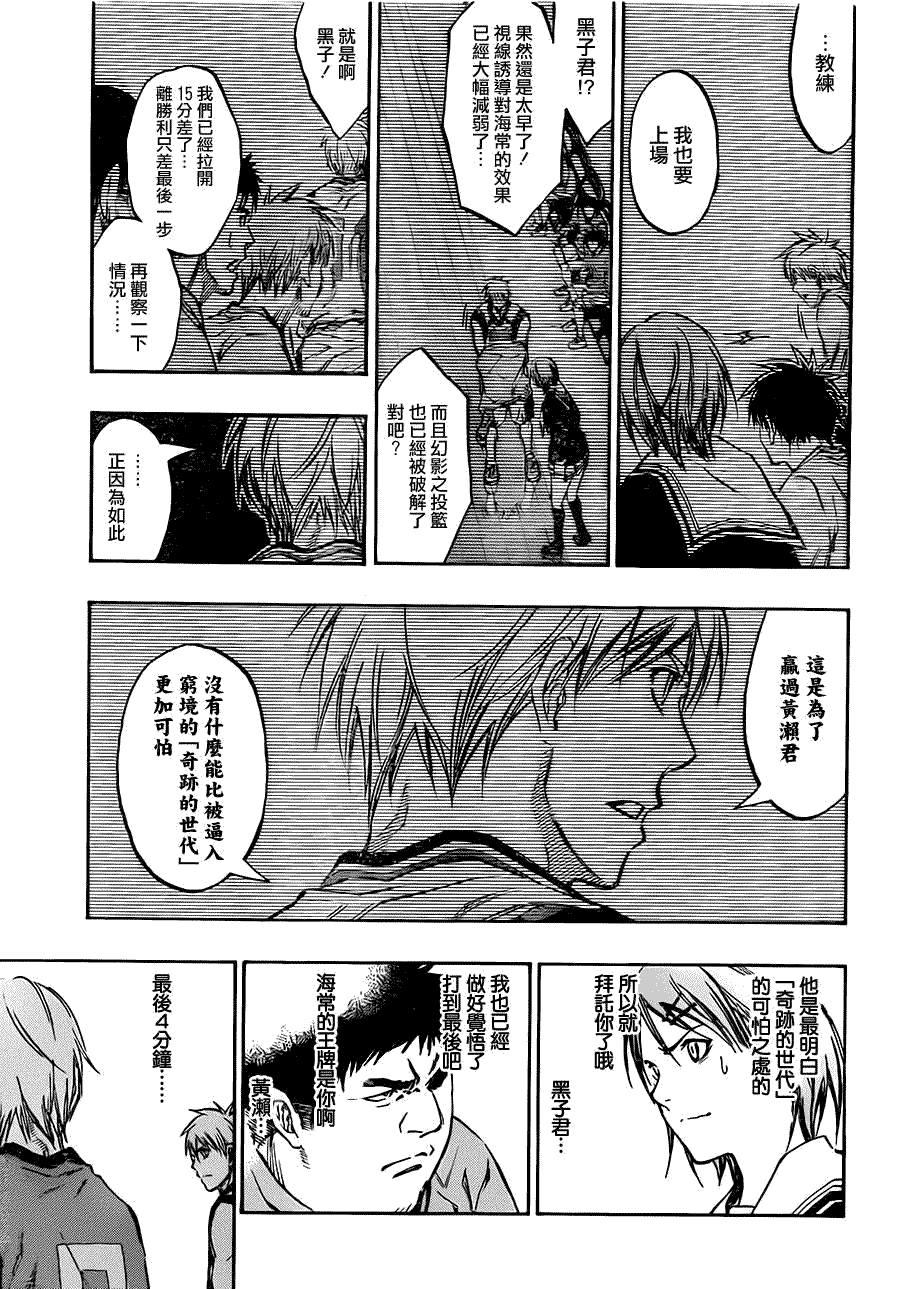 …教練
我也要
上場
黑子君!?
果然還是太早了！
視線誘導對海常的效果
已經大幅減弱了…
而且幻影之投籃
也已經被破解了
對吧？
就是啊
黑子！
我們已經拉開
15分差了…
離勝利只差最後一步
再觀察一下
情況……
……
正因為如此
這是為了
贏過黃瀨君
沒有什麼能比被逼入
窮境的「奇跡的世代」
更加可怕
他是最明白
「奇跡的世代」
的可怕之處的
所以就
拜託你了哦
黑子君…
我也已經
做好覺悟了
打到最後吧
海常的王牌是你啊
黃瀨…
最後4分鐘……